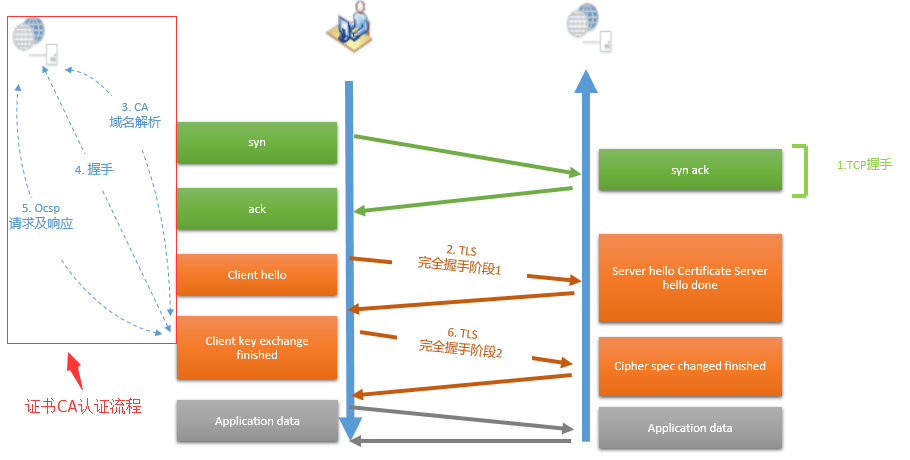 3. CA
域名解析
4. 握手
5. Ocsp
请求及响应
证书CA认证流程
syn
ack
Client hello
Client key exchange
finished
Application data
2. TLS
完全握手阶段1
6. TLS
完全握手阶段2
syn ack
Server hello Certificate Server
hello done
Cipher spec changed finished
Application data
1.TCP握手